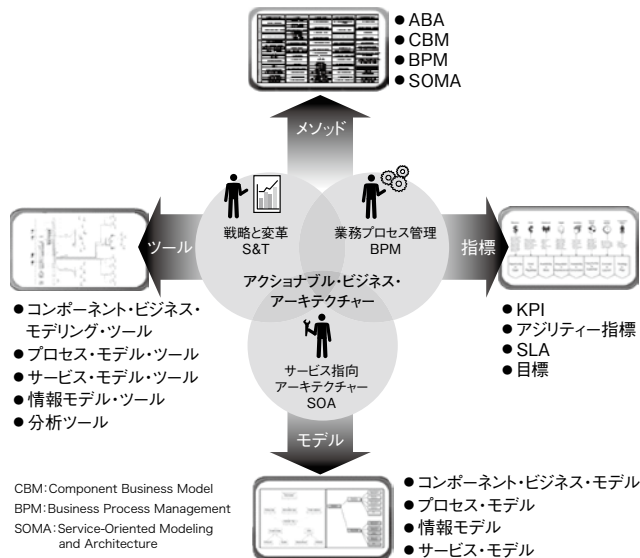 ● ABA
● CBM
● BPM
● SOMA
メソッド
戦略と変革
S&T
業務プロセス管理
BPM
ツール
指標
アクショナブル・ビジネス・
アーキテクチャー
サービス指向
アーキテクチャー
SOA
● コンポーネント・ビジネス・
モデリング・ツール
● プロセス・モデル・ツール
● サービス・モデル・ツール
● 情報モデル・ツール
● 分析ツール
● KPI
● アジリティー指標
● SLA
● 目標
モデル
● コンポーネント・ビジネス・モデル
● プロセス・モデル
● 情報モデル
● サービス・モデル
CBM：Component Business Model
BPM：Business Process Management
SOMA：Service-Oriented Modeling
and Architecture